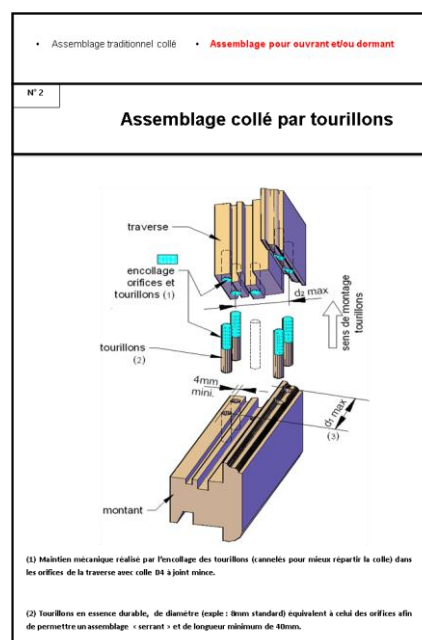 • Assemblage traditionnel collé • Assemblage pour ouvrant et/ou dormant
N° 2
Assemblage collé par tourillons
traverse
encollage
orifices et
tourillons (1)
d2 max
sens de montage
tourillons
tourillons
(2)
4mm
mini.
d1 max
(3)
montant
(1) Maintien mécanique réalisé par l'encollage des tourillons (cannelés pour mieux répartir la colle) dans
les orifices de la traverse avec colle D4 à joint mince.
(2) Tourillons en essence durable, de diamètre (exple : 8mm standard) équivalent à celui des orifices afin
de permettre un assemblage « serrant » et de longueur minimum de 40mm.